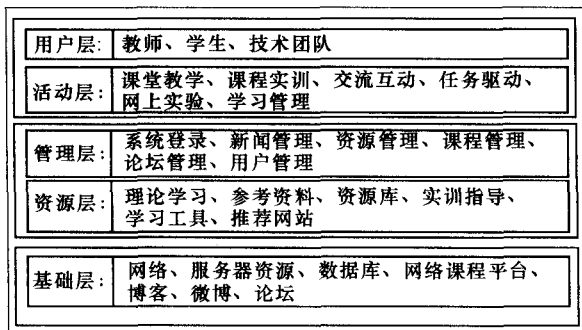 用户层: 教师、学生、技术团队
活动层: 课堂教学、课程实训、交流互动、任务驱动、
网上实验、学习管理
管理层: 系统登录、新闻管理、资源管理、课程管理、
论坛管理、用户管理
资源层: 理论学习、参考资料、资源库、实训指导、
学习工具、推荐网站
基础层: 网络、服务器资源、数据库、网络课程平台、
博客、微博、论坛